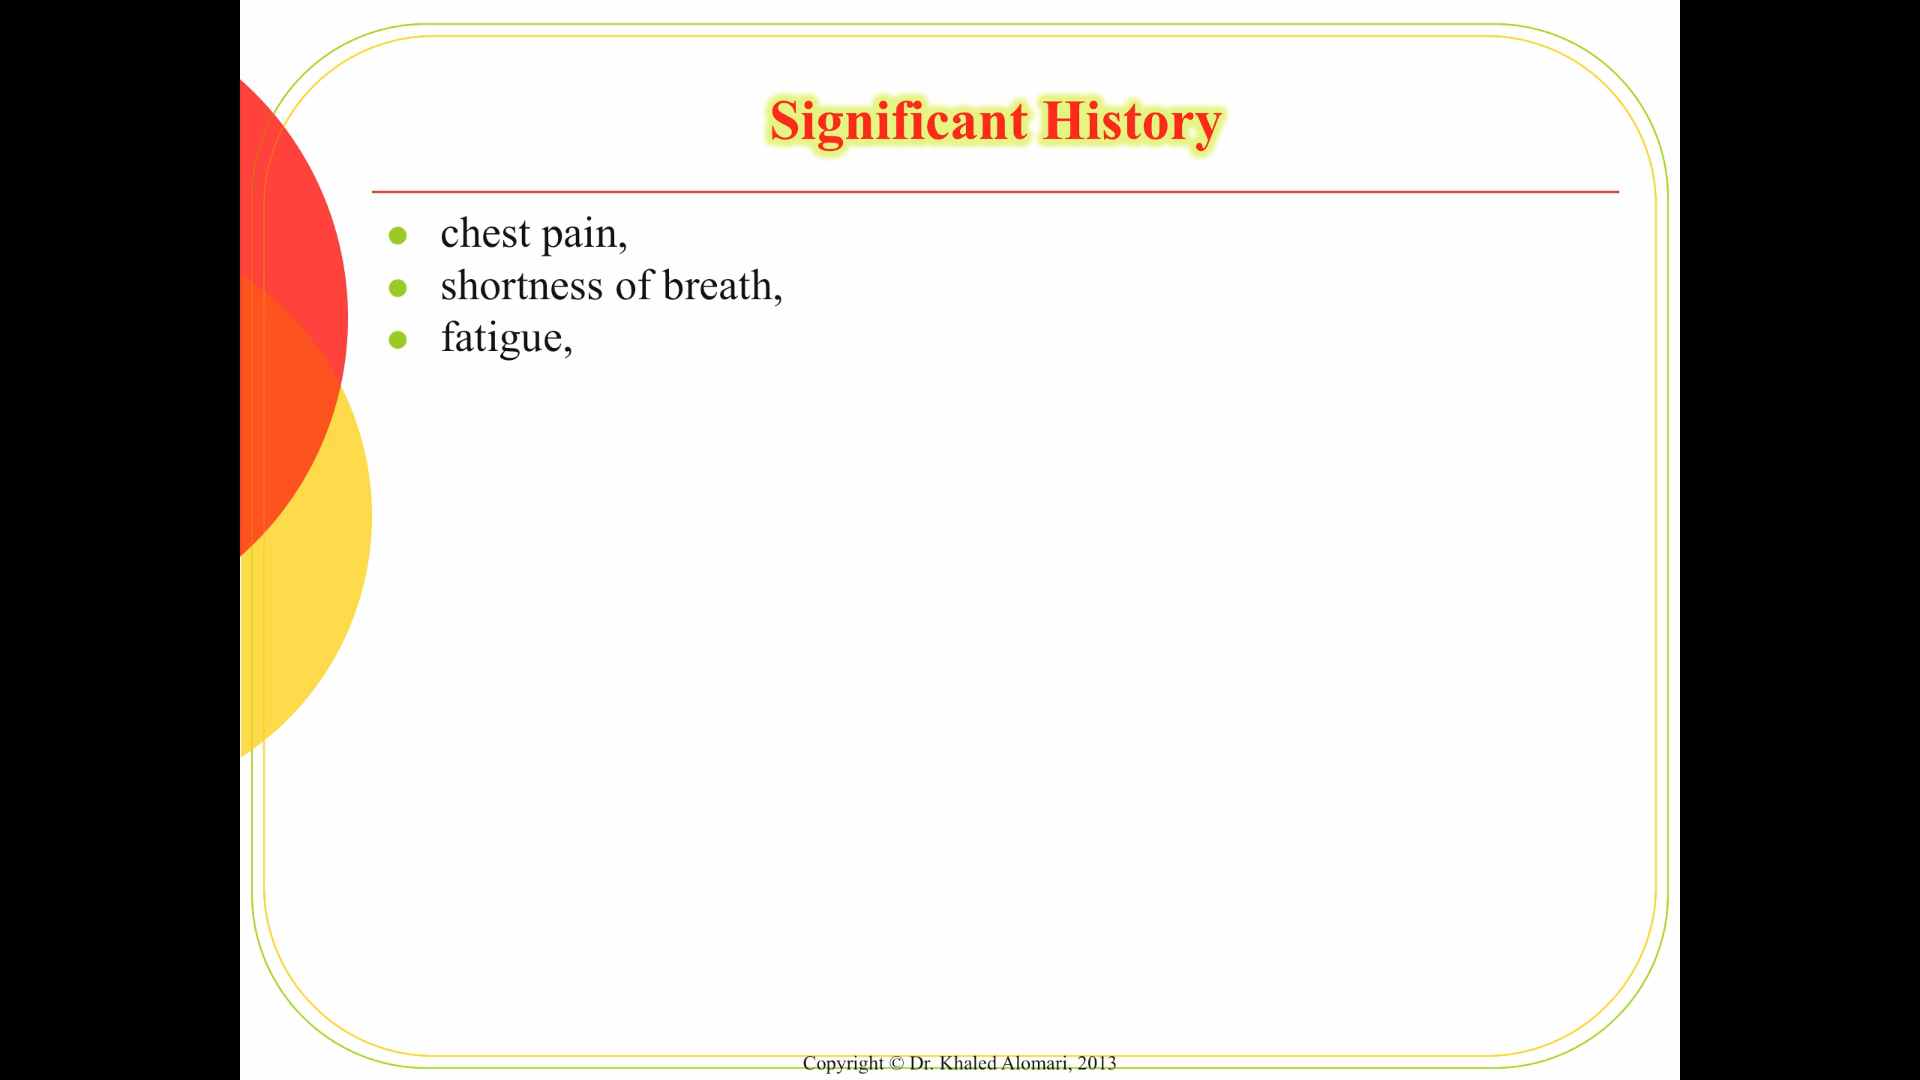 Significant History
chest pain,
shortness of breath,
fatigue,
Copyright © Dr. Khaled Alomari, 2013